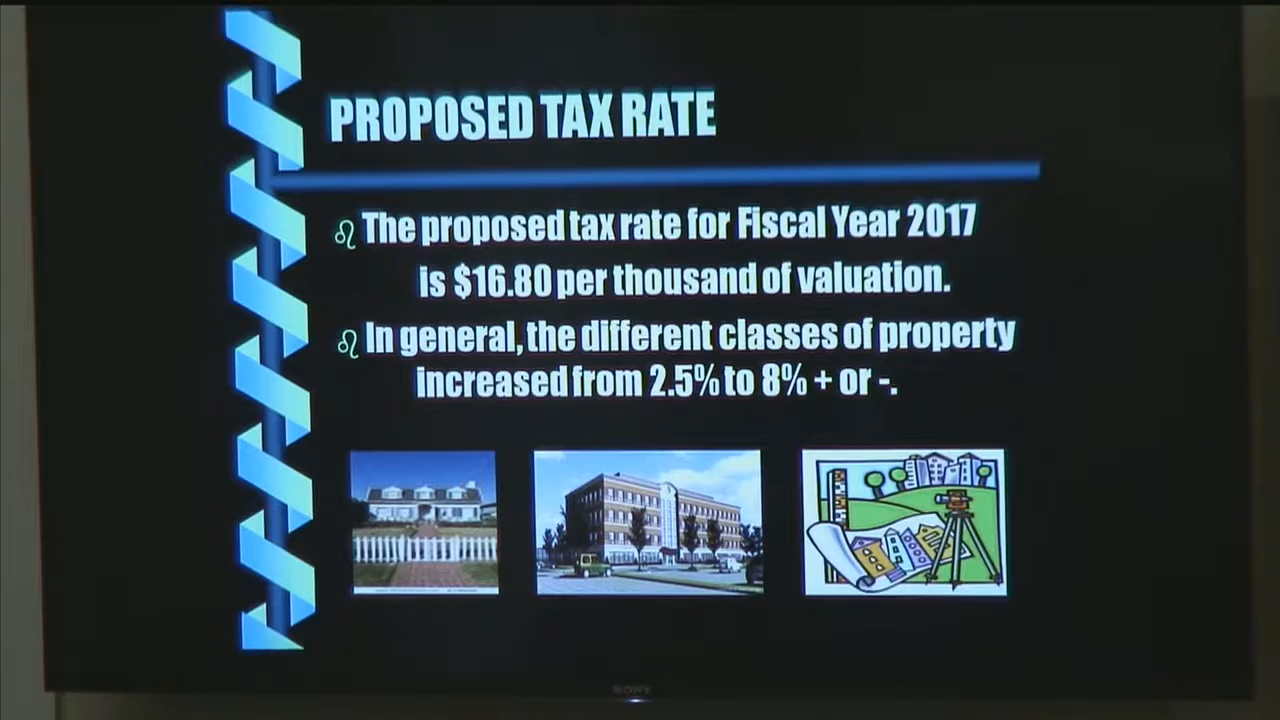 PROPOSED TAX RATE
♌ The proposed tax rate for Fiscal Year 2017
is $16.80 per thousand of valuation.
♌ In general, the different classes of property
increased from 2.5% to 8% + or -.
SONY